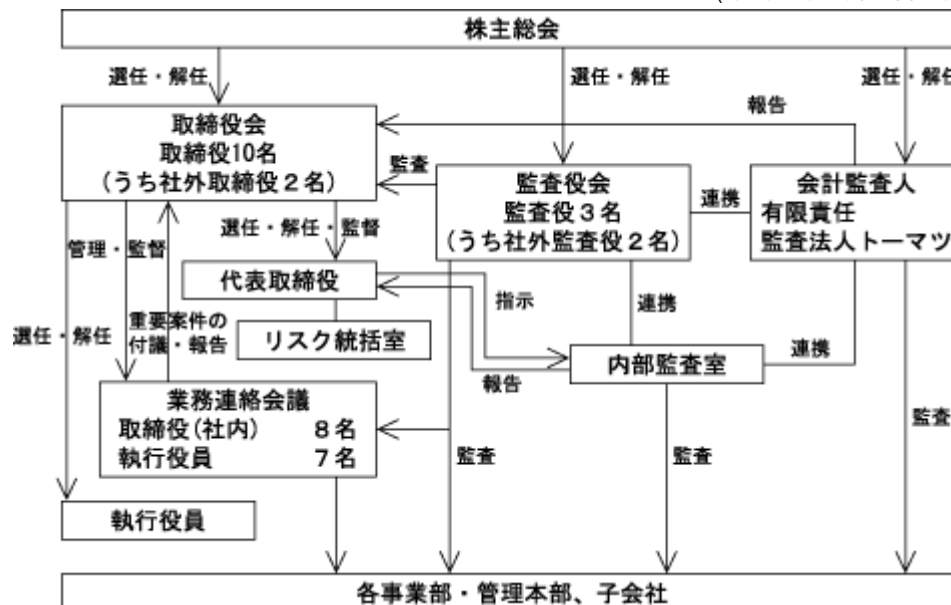 株主総会
選任・解任
選任・解任
選任・解任
報告
取締役会
取締役10名
(うち社外取締役２名)
監査
監査役会
監査役３名
(うち社外監査役２名)
連携
会計監査人
有限責任
監査法人トーマツ
管理・監督
選任・解任・監督
代表取締役
指示
連携
選任・解任
重要案件の
付議・報告
リスク統括室
報告
内部監査室
連携
業務連絡会議
取締役(社内)　８名
執行役員　７名
監査
監査
監査
執行役員
各事業部・管理本部、子会社